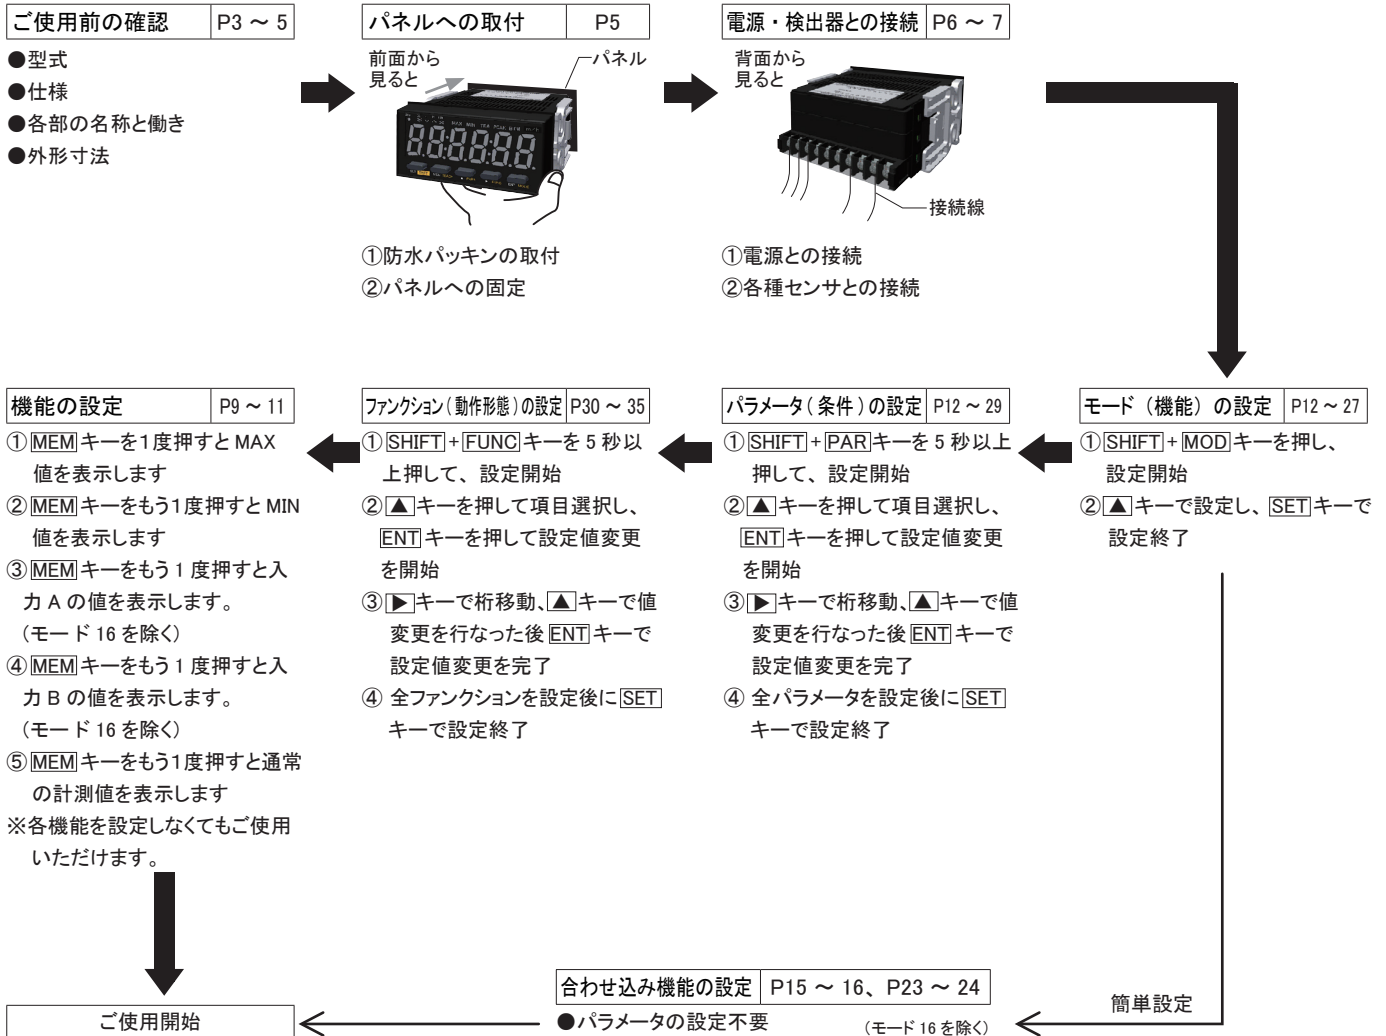 ご使用前の確認 P3 ～ 5
●型式
●仕様
●各部の名称と働き
●外形寸法
パネルへの取付 P5
前面から
見ると
パネル
①防水パッキンの取付
②パネルへの固定
電源・検出器との接続 P6 ～ 7
背面から
見ると
接続線
①電源との接続
②各種センサとの接続
モード（機能）の設定 P12 ～ 27
①SHIFT+MODキーを押し、
設定開始
②▲キーで設定し、SETキーで
設定終了
パラメータ(条件)の設定 P12 ～ 29
①SHIFT+PARキーを 5 秒以上
押して、設定開始
②▲キーを押して項目選択し、
ENTキーを押して設定値変更
を開始
③▶キーで桁移動、▲キーで値
変更を行なった後ENTキーで
設定値変更を完了
④ 全パラメータを設定後にSET
キーで設定終了
ファンクション(動作形態)の設定 P30 ～ 35
①SHIFT+FUNCキーを 5 秒以
上押して、設定開始
②▲キーを押して項目選択し、
ENTキーを押して設定値変更
を開始
③▶キーで桁移動、▲キーで値
変更を行なった後ENTキーで
設定値変更を完了
④ 全ファンクションを設定後にSET
キーで設定終了
機能の設定 P9 ～ 11
①MEMキーを1度押すと MAX
値を表示します
②MEMキーをもう1度押すと MIN
値を表示します
③MEMキーをもう 1 度押すと入
力 A の値を表示します。
（モード 16 を除く）
④MEMキーをもう 1 度押すと入
力 B の値を表示します。
（モード 16 を除く）
⑤MEMキーをもう1度押すと通常
の計測値を表示します
※各機能を設定しなくてもご使用
いただけます。
簡単設定
合わせ込み機能の設定 P15 ～ 16、P23 ～ 24
●パラメータの設定不要 （モード 16 を除く）
ご使用開始